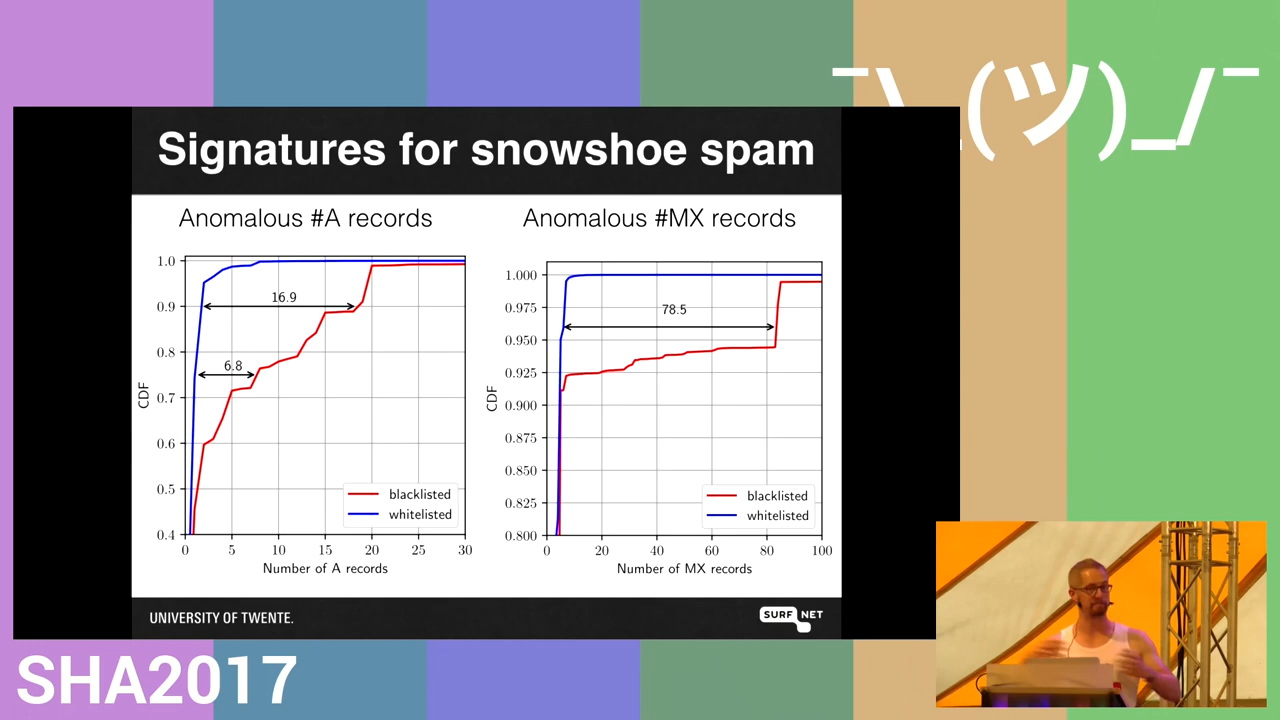 ¯\_(ツ)_/¯
Signatures for snowshoe spam
Anomalous #A records
1.0
0.9
0.8
0.7
0.6
0.5
0.4
CDF
16.9
6.8
blacklisted
whitelisted
0 5 10 15 20 25 30
Number of A records
Anomalous #MX records
1.000
0.975
0.950
0.925
0.900
0.875
0.850
0.825
0.800
CDF
78.5
blacklisted
whitelisted
0 20 40 60 80 100
Number of MX records
UNIVERSITY OF TWENTE.
SURF NET
SHA2017